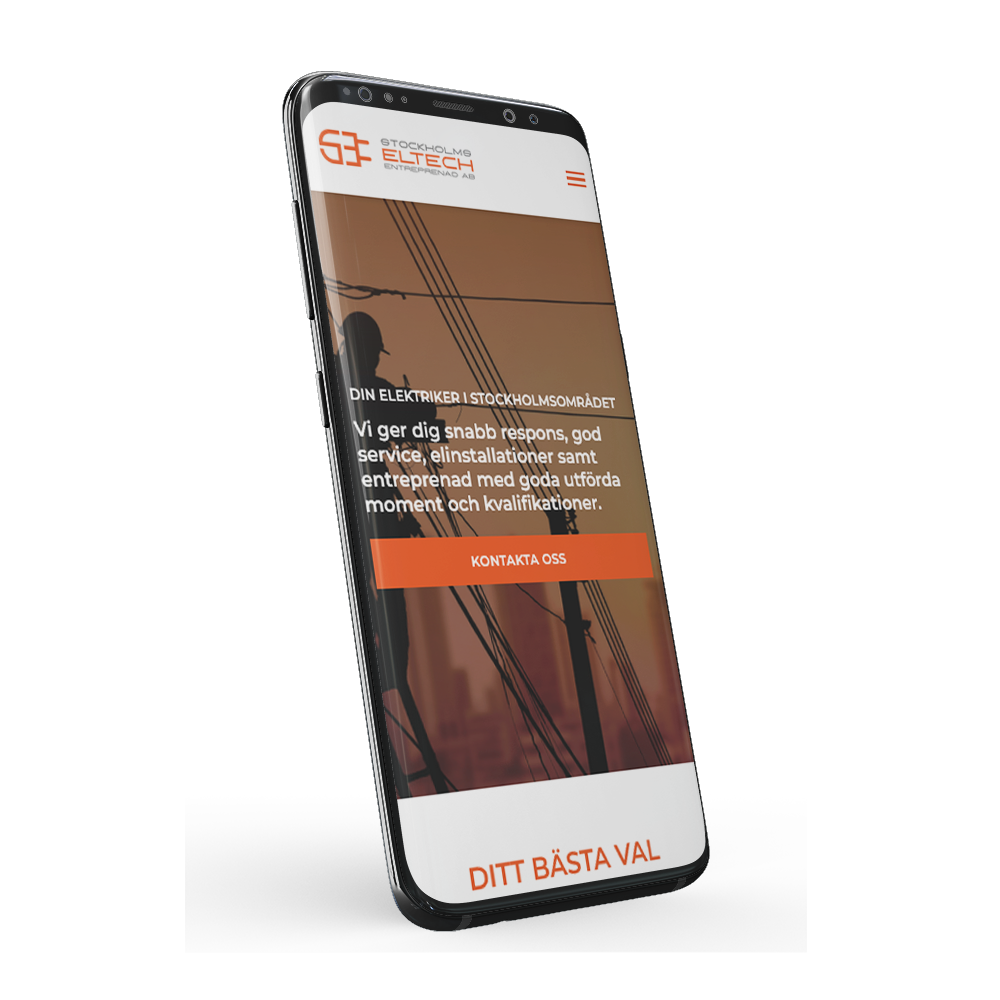 STOCKHOLMS
ELTECH
ENTREPRENAD AB
DIN ELEKTRIKER I STOCKHOLMSOMRÅDET
Vi ger dig snabb respons, god
service, elinstallationer samt
entreprenad med goda utförda
moment och kvalifikationer.
KONTAKTA OSS
DITT BÄSTA VAL